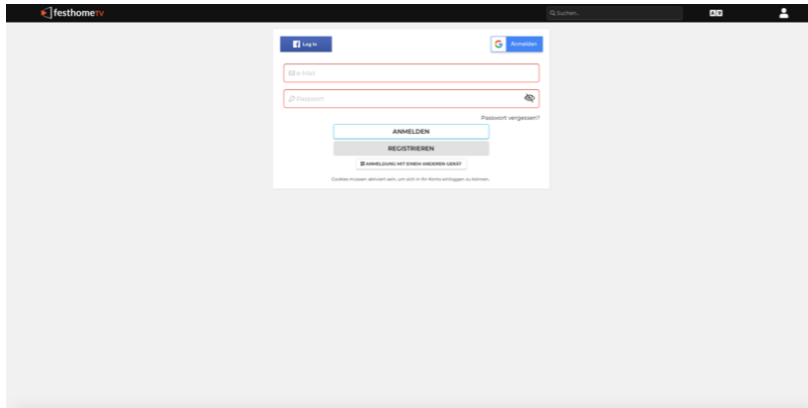 festhomeTV
Suchen..
Log In
Anmelden
e-Mail
Passwort
Passwort vergessen?
ANMELDEN
REGISTRIEREN
ANMELDUNG MIT EINEM ANDEREN GERÄT
Cookies müssen aktiviert sein, um sich in Ihr Konto einloggen zu können.